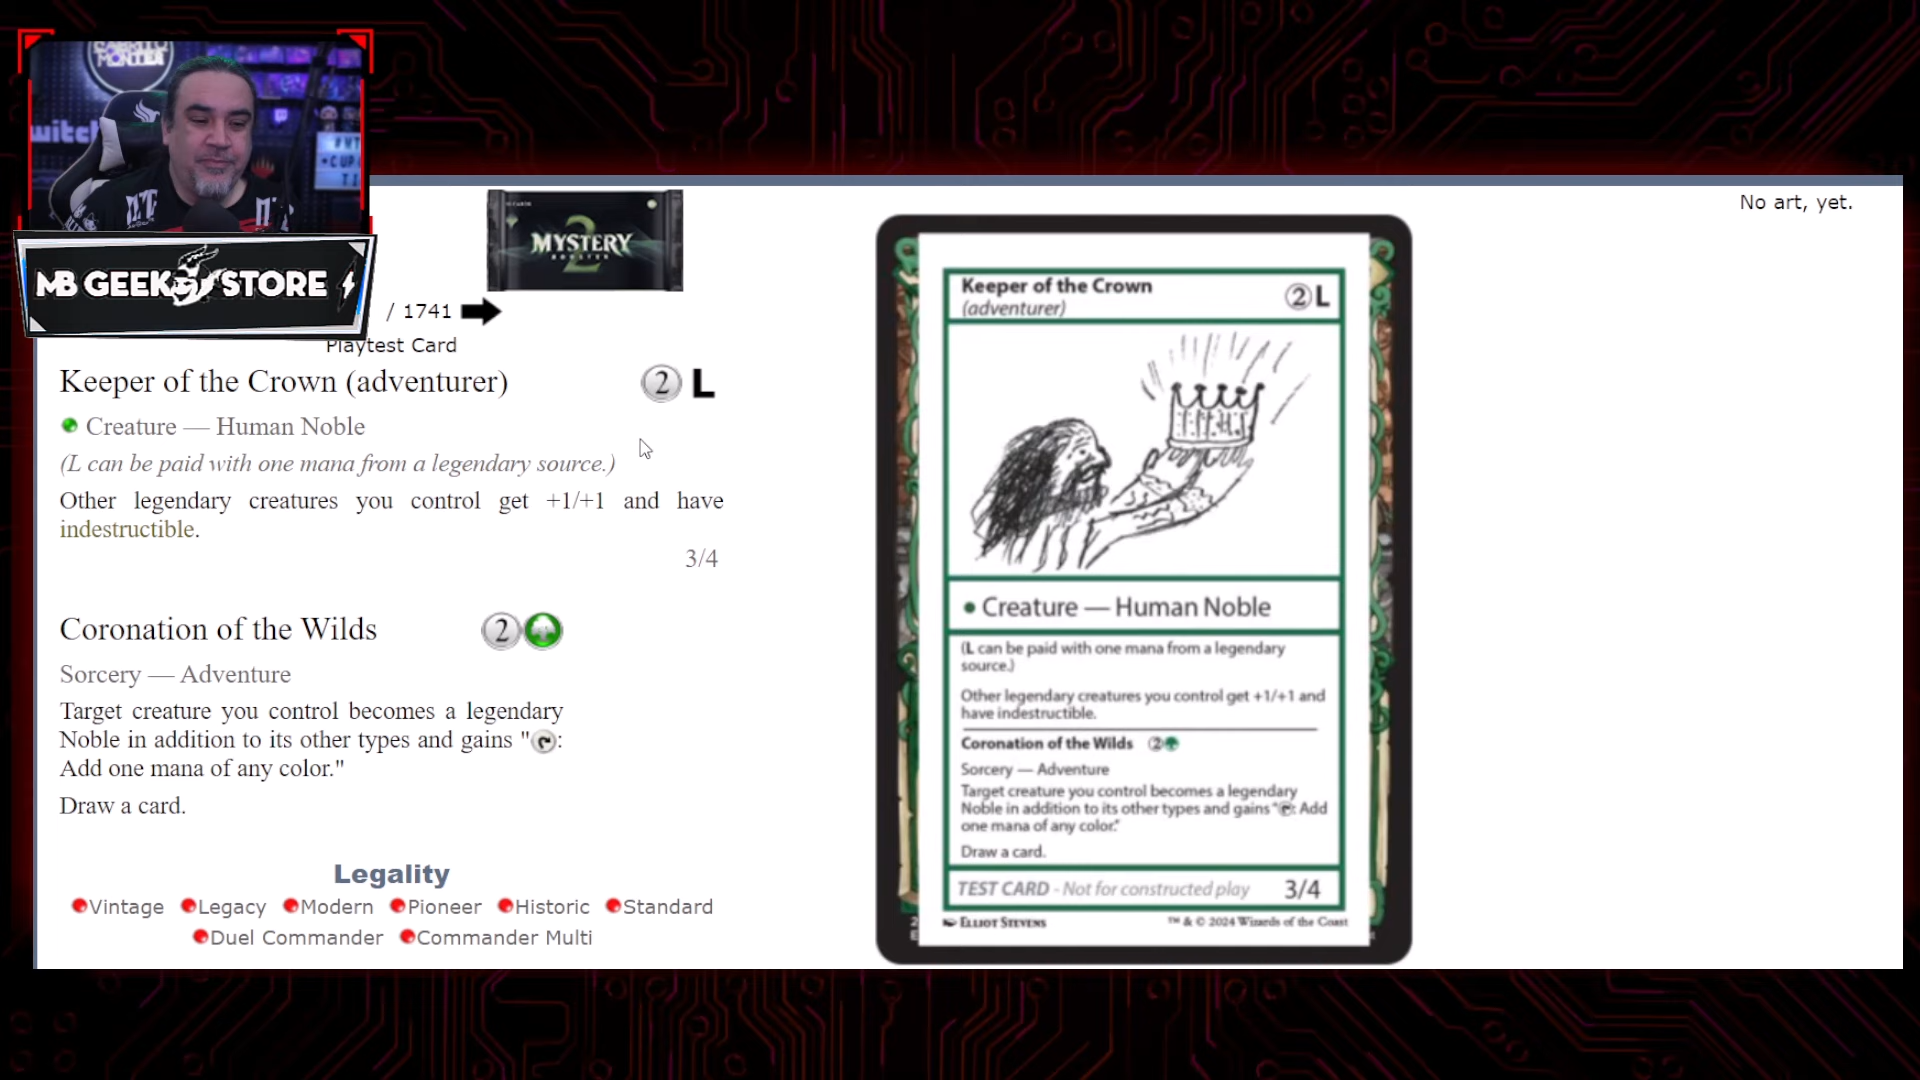 MB GEEK STORE
MYSTERY
2
BOOSTER
/ 1741
Playtest Card
Keeper of the Crown (adventurer)
2 L
Creature — Human Noble
(L can be paid with one mana from a legendary source.)
Other legendary creatures you control get +1/+1 and have
indestructible.
3/4
Coronation of the Wilds
2
Sorcery — Adventure
Target creature you control becomes a legendary
Noble in addition to its other types and gains "
:
Add one mana of any color."
Draw a card.
Legality
Vintage Legacy Modern Pioneer Historic Standard
Duel Commander Commander Multi
No art, yet.
Keeper of the Crown
(adventurer)
2 L
• Creature — Human Noble
(L can be paid with one mana from a legendary
source.)
Other legendary creatures you control get +1/+1 and
have indestructible.
Coronation of the Wilds 2
Sorcery — Adventure
Target creature you control becomes a legendary
Noble in addition to its other types and gains " : Add
one mana of any color."
Draw a card.
TEST CARD - Not for constructed play 3/4
ELLIOT STEVENS
™ & © 2024 Wizards of the Coast